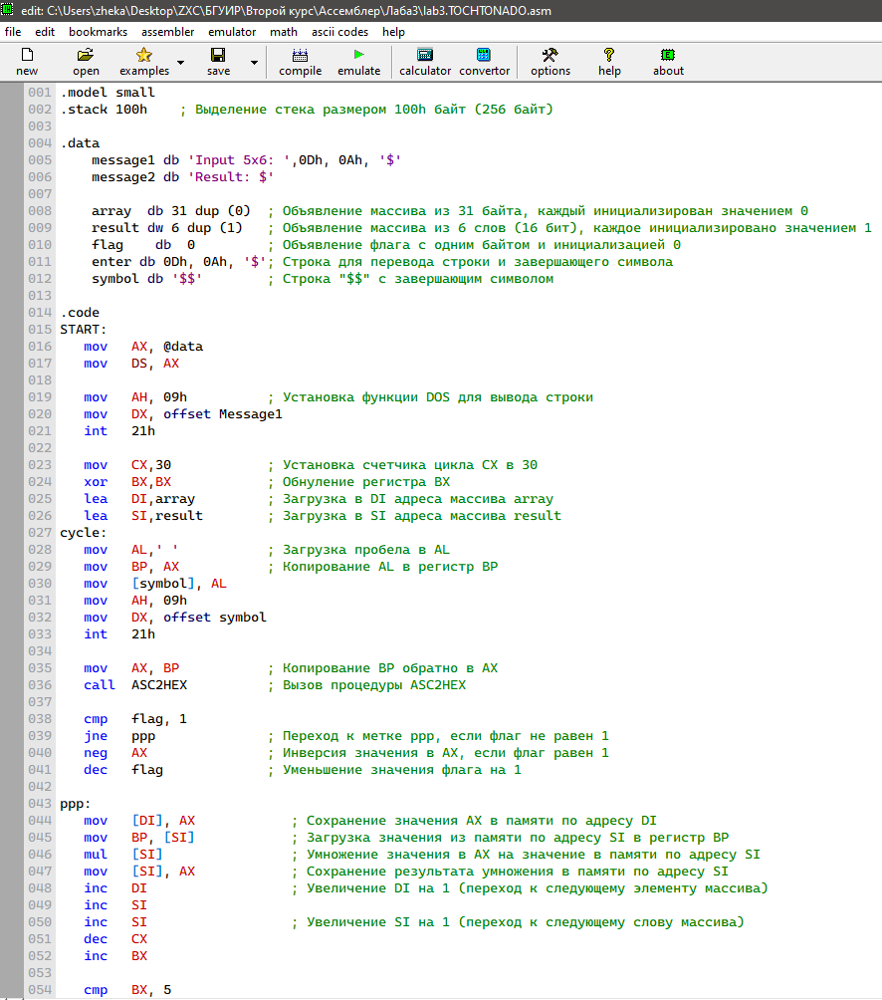 edit: C:\Users\zheka\Desktop\ZXC\БГУИР\Второй курс\Ассемблер\Лаба3\lab3.TOCHTONADO.asm
file edit bookmarks assembler emulator math ascii codes help
new open examples save compile emulate calculator convertor options help about
001 .model small
002 .stack 100h    ; Выделение стека размером 100h байт (256 байт)
003
004 .data
005     message1 db 'Input 5x6: ',0Dh, 0Ah, '$'
006     message2 db 'Result: $'
007
008     array  db 31 dup (0)  ; Объявление массива из 31 байта, каждый инициализирован значением 0
009     result dw 6 dup (1)   ; Объявление массива из 6 слов (16 бит), каждое инициализировано значением 1
010     flag    db  0         ; Объявление флага с одним байтом и инициализацией 0
011     enter db 0Dh, 0Ah, '$'; Строка для перевода строки и завершающего символа
012     symbol db '$$'        ; Строка "$$" с завершающим символом
013
014 .code
015 START:
016    mov   AX, @data
017    mov   DS, AX
018
019    mov   AH, 09h          ; Установка функции DOS для вывода строки
020    mov   DX, offset Message1
021    int   21h
022
023    mov   CX,30            ; Установка счетчика цикла CX в 30
024    xor   BX,BX            ; Обнуление регистра BX
025    lea   DI,array         ; Загрузка в DI адреса массива array
026    lea   SI,result        ; Загрузка в SI адреса массива result
027 cycle:
028    mov   AL,' '           ; Загрузка пробела в AL
029    mov   BP, AX           ; Копирование AL в регистр BP
030    mov   [symbol], AL
031    mov   AH, 09h
032    mov   DX, offset symbol
033    int   21h
034
035    mov   AX, BP           ; Копирование BP обратно в AX
036    call  ASC2HEX          ; Вызов процедуры ASC2HEX
037
038    cmp   flag, 1
039    jne   ppp              ; Переход к метке ppp, если флаг не равен 1
040    neg   AX               ; Инверсия значения в AX, если флаг равен 1
041    dec   flag             ; Уменьшение значения флага на 1
042
043 ppp:
044    mov   [DI], AX            ; Сохранение значения AX в памяти по адресу DI
045    mov   BP, [SI]            ; Загрузка значения из памяти по адресу SI в регистр BP
046    mul   [SI]                ; Умножение значения в AX на значение в памяти по адресу SI
047    mov   [SI], AX            ; Сохранение результата умножения в памяти по адресу SI
048    inc   DI                  ; Увеличение DI на 1 (переход к следующему элементу массива)
049    inc   SI
050    inc   SI                  ; Увеличение SI на 1 (переход к следующему слову массива)
051    dec   CX
052    inc   BX
053
054    cmp   BX, 5